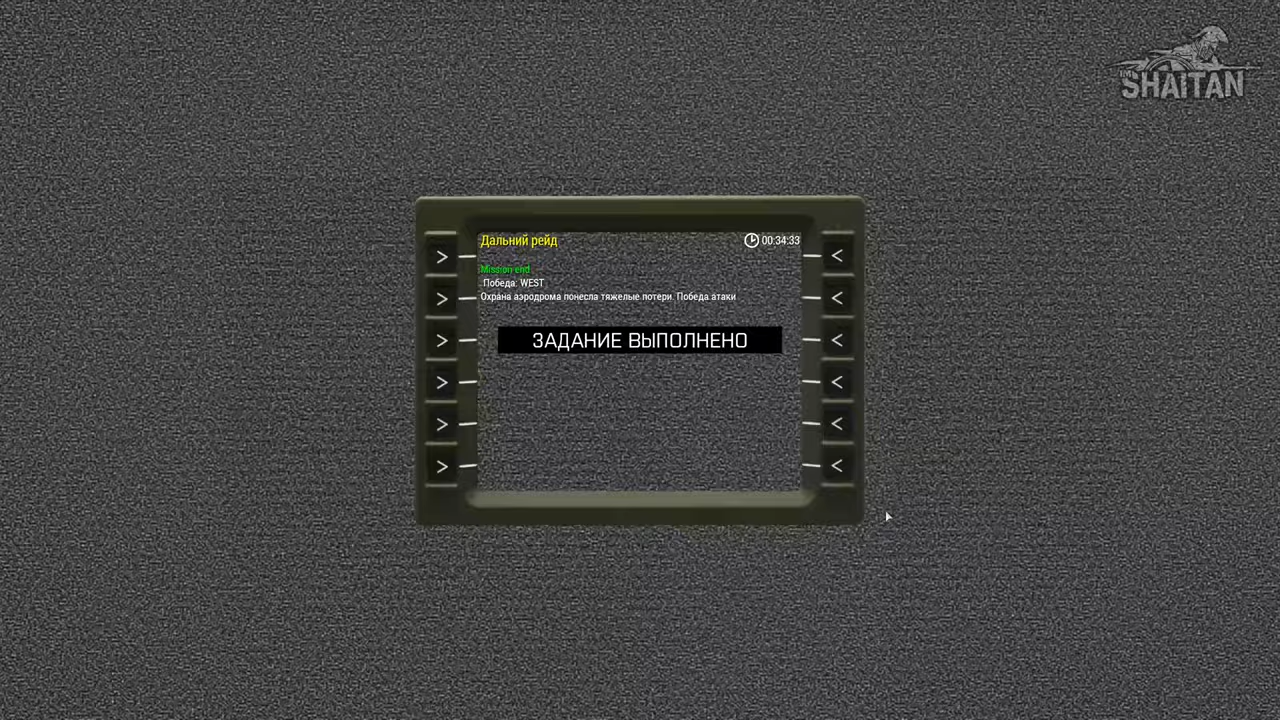 IM
SHAITAN
Дальний рейд
00:34:33
Mission end
Победа: WEST
Охрана аэродрома понесла тяжелые потери. Победа атаки
ЗАДАНИЕ ВЫПОЛНЕНО